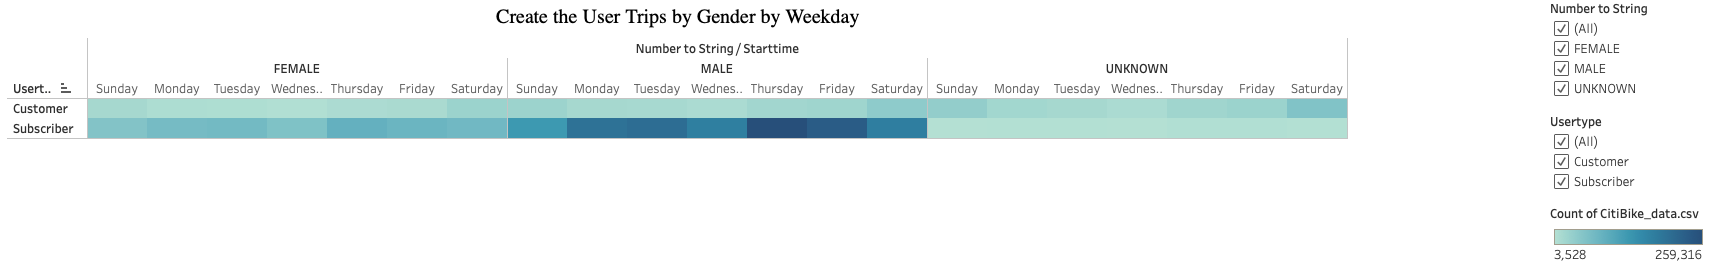 Create the User Trips by Gender by Weekday
Number to String / Starttime
FEMALE MALE UNKNOWN
Usert.. Sunday Monday Tuesday Wednes.. Thursday Friday Saturday Sunday Monday Tuesday Wednes.. Thursday Friday Saturday Sunday Monday Tuesday Wednes.. Thursday Friday Saturday
Customer
Subscriber
Number to String
(All)
FEMALE
MALE
UNKNOWN
Usertype
(All)
Customer
Subscriber
Count of CitiBike_data.csv
3,528 259,316